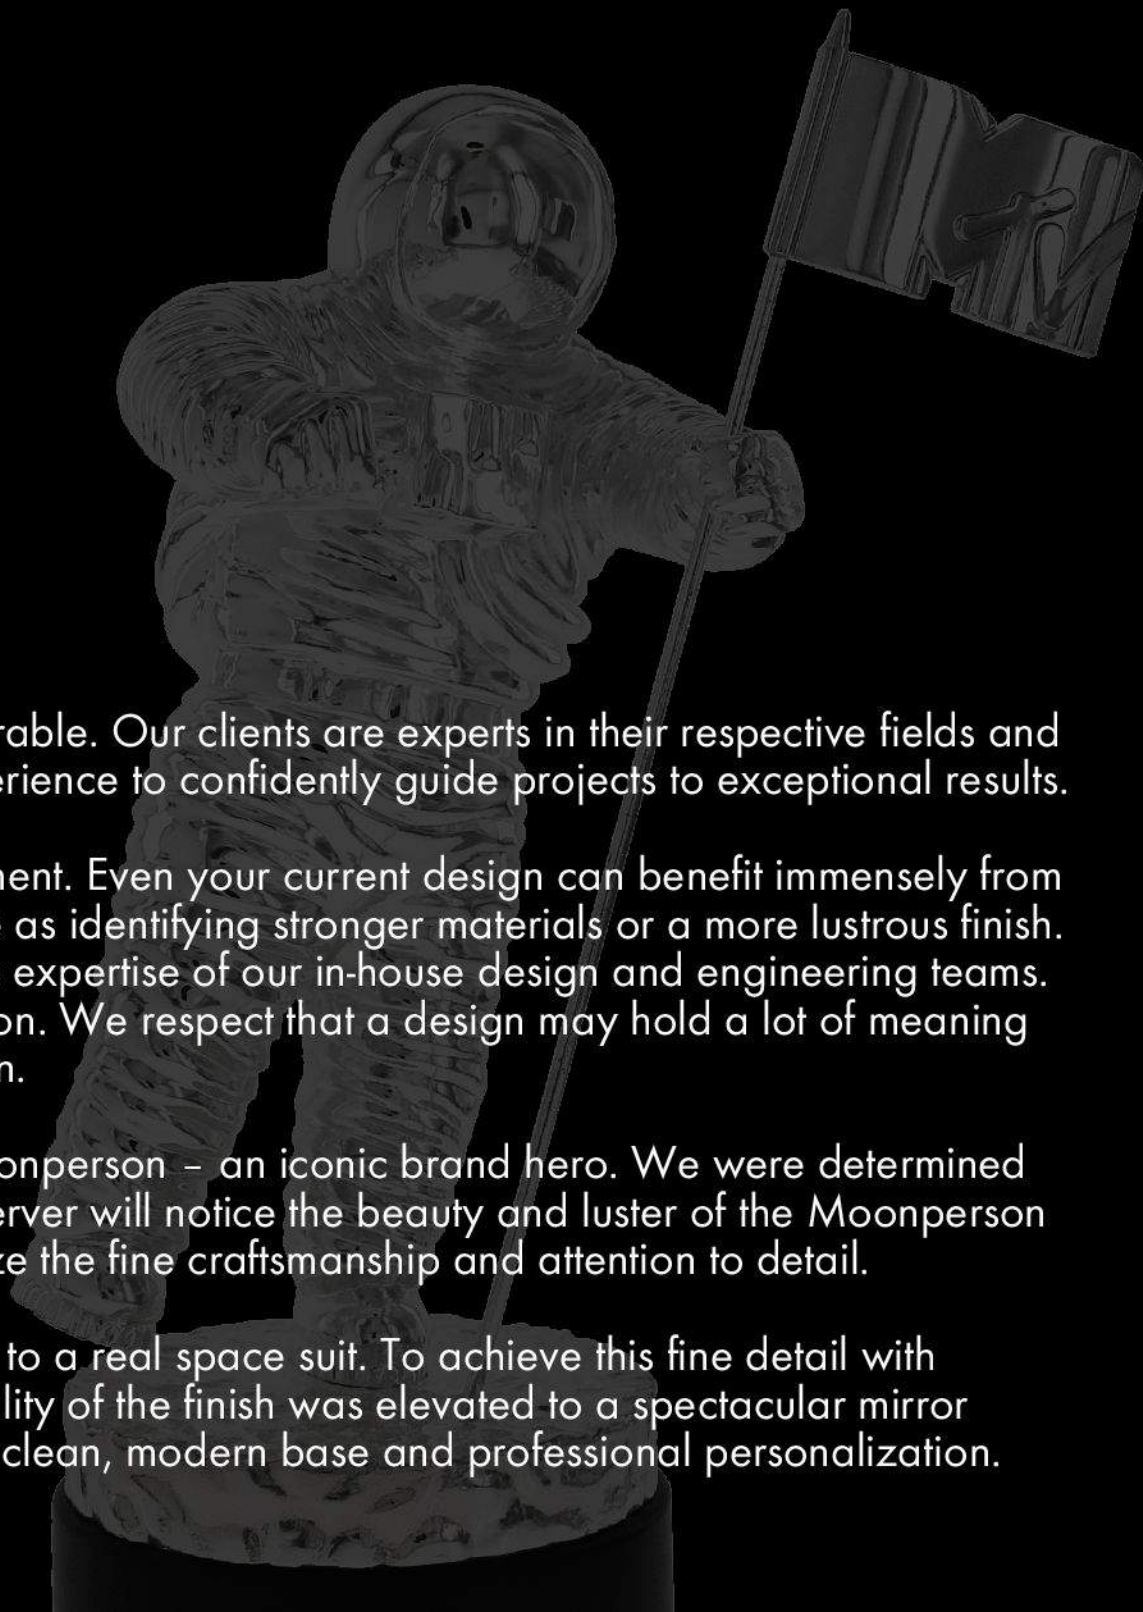 MTV
rable. Our clients are experts in their respective fields and
erience to confidently guide projects to exceptional results.
nent. Even your current design can benefit immensely from
e as identifying stronger materials or a more lustrous finish.
expertise of our in-house design and engineering teams.
on. We respect that a design may hold a lot of meaning
n.
onperson – an iconic brand hero. We were determined
erver will notice the beauty and luster of the Moonperson
ze the fine craftsmanship and attention to detail.
to a real space suit. To achieve this fine detail with
lity of the finish was elevated to a spectacular mirror
clean, modern base and professional personalization.